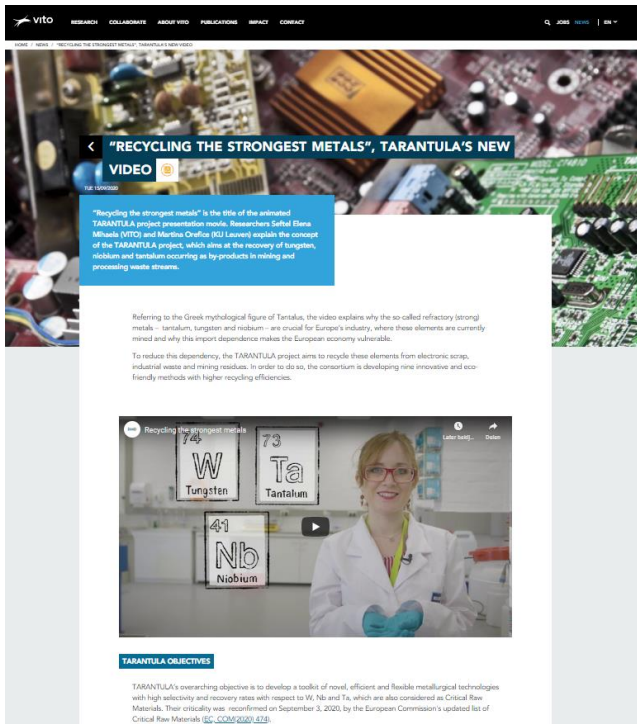 vito
RESEARCH COLLABORATE ABOUT VITO PUBLICATIONS IMPACT CONTACT
JOBS NEWS | EN
HOME / NEWS / "RECYCLING THE STRONGEST METALS", TARANTULA'S NEW VIDEO
"RECYCLING THE STRONGEST METALS", TARANTULA'S NEW
VIDEO
TUE 15/09/2020
"Recycling the strongest metals" is the title of the animated
TARANTULA project presentation movie. Researchers Seftel Elena
Mihaela (VITO) and Martina Orefice (KU Leuven) explain the concept
of the TARANTULA project, which aims at the recovery of tungsten,
niobium and tantalum occurring as by-products in mining and
processing waste streams.
Referring to the Greek mythological figure of Tantalus, the video explains why the so-called refractory (strong)
metals – tantalum, tungsten and niobium – are crucial for Europe's industry, where these elements are currently
mined and why this import dependence makes the European economy vulnerable.
To reduce this dependency, the TARANTULA project aims to recycle these elements from electronic scrap,
industrial waste and mining residues. In order to do so, the consortium is developing nine innovative and eco-
friendly methods with higher recycling efficiencies.
Recycling the strongest metals
Later bekij... Delen
74
W
Tungsten
73
Ta
Tantalum
41
Nb
Niobium
TARANTULA OBJECTIVES
TARANTULA's overarching objective is to develop a toolkit of novel, efficient and flexible metallurgical technologies
with high selectivity and recovery rates with respect to W, Nb and Ta, which are also considered as Critical Raw
Materials. Their criticality was reconfirmed on September 3, 2020, by the European Commission's updated list of
Critical Raw Materials (EC, COM(2020) 474).